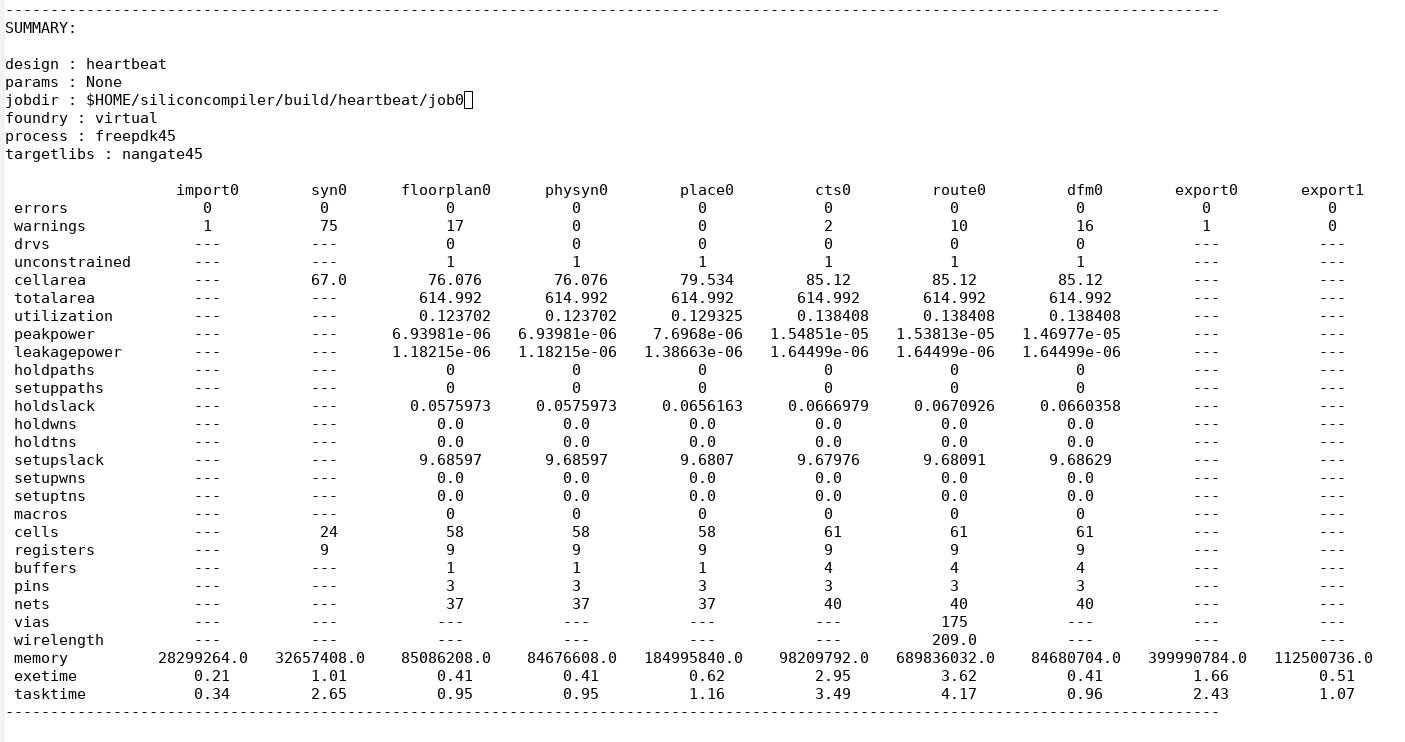 ---------------------------------------------------------------------------------------------------------------------------------------
SUMMARY:

design : heartbeat
params : None
jobdir : $HOME/siliconcompiler/build/heartbeat/job0
foundry : virtual
process : freepdk45
targetlibs : nangate45

                   import0        syn0      floorplan0      physyn0        place0         cts0         route0         dfm0        export0       export1
 errors               0            0             0             0             0             0             0             0             0             0
 warnings             1            75            17            0             0             2             10            16            1             0
 drvs                ---          ---            0             0             0             0             0             0            ---           ---
 unconstrained       ---          ---            1             1             1             1             1             1            ---           ---
 cellarea            ---          67.0         76.076        76.076        79.534        85.12         85.12         85.12          ---           ---
 totalarea           ---          ---         614.992       614.992       614.992       614.992       614.992       614.992         ---           ---
 utilization         ---          ---         0.123702      0.123702      0.129325      0.138408      0.138408      0.138408        ---           ---
 peakpower           ---          ---      6.93981e-06   6.93981e-06    7.6968e-06   1.54851e-05   1.53813e-05   1.46977e-05        ---           ---
 leakagepower        ---          ---      1.18215e-06   1.18215e-06   1.38663e-06   1.64499e-06   1.64499e-06   1.64499e-06        ---           ---
 holdpaths           ---          ---            0             0             0             0             0             0            ---           ---
 setuppaths          ---          ---            0             0             0             0             0             0            ---           ---
 holdslack           ---          ---        0.0575973     0.0575973     0.0656163     0.0666979     0.0670926     0.0660358        ---           ---
 holdwns             ---          ---           0.0           0.0           0.0           0.0           0.0           0.0           ---           ---
 holdtns             ---          ---           0.0           0.0           0.0           0.0           0.0           0.0           ---           ---
 setupslack          ---          ---         9.68597       9.68597        9.6807       9.67976       9.68091       9.68629         ---           ---
 setupwns            ---          ---           0.0           0.0           0.0           0.0           0.0           0.0           ---           ---
 setuptns            ---          ---           0.0           0.0           0.0           0.0           0.0           0.0           ---           ---
 macros              ---          ---            0             0             0             0             0             0            ---           ---
 cells               ---           24            58            58            58            61            61            61           ---           ---
 registers           ---           9             9             9             9             9             9             9            ---           ---
 buffers             ---          ---            1             1             1             4             4             4            ---           ---
 pins                ---          ---            3             3             3             3             3             3            ---           ---
 nets                ---          ---            37            37            37            40            40            40           ---           ---
 vias                ---          ---           ---           ---           ---           ---           175           ---           ---           ---
 wirelength          ---          ---           ---           ---           ---           ---          209.0          ---           ---           ---
 memory          28299264.0   32657408.0    85086208.0    84676608.0   184995840.0    98209792.0   689836032.0    84680704.0   399990784.0   112500736.0
 exetime             0.21         1.01          0.41          0.41          0.62          2.95          3.62          0.41          1.66          0.51
 tasktime            0.34         2.65          0.95          0.95          1.16          3.49          4.17          0.96          2.43          1.07
---------------------------------------------------------------------------------------------------------------------------------------